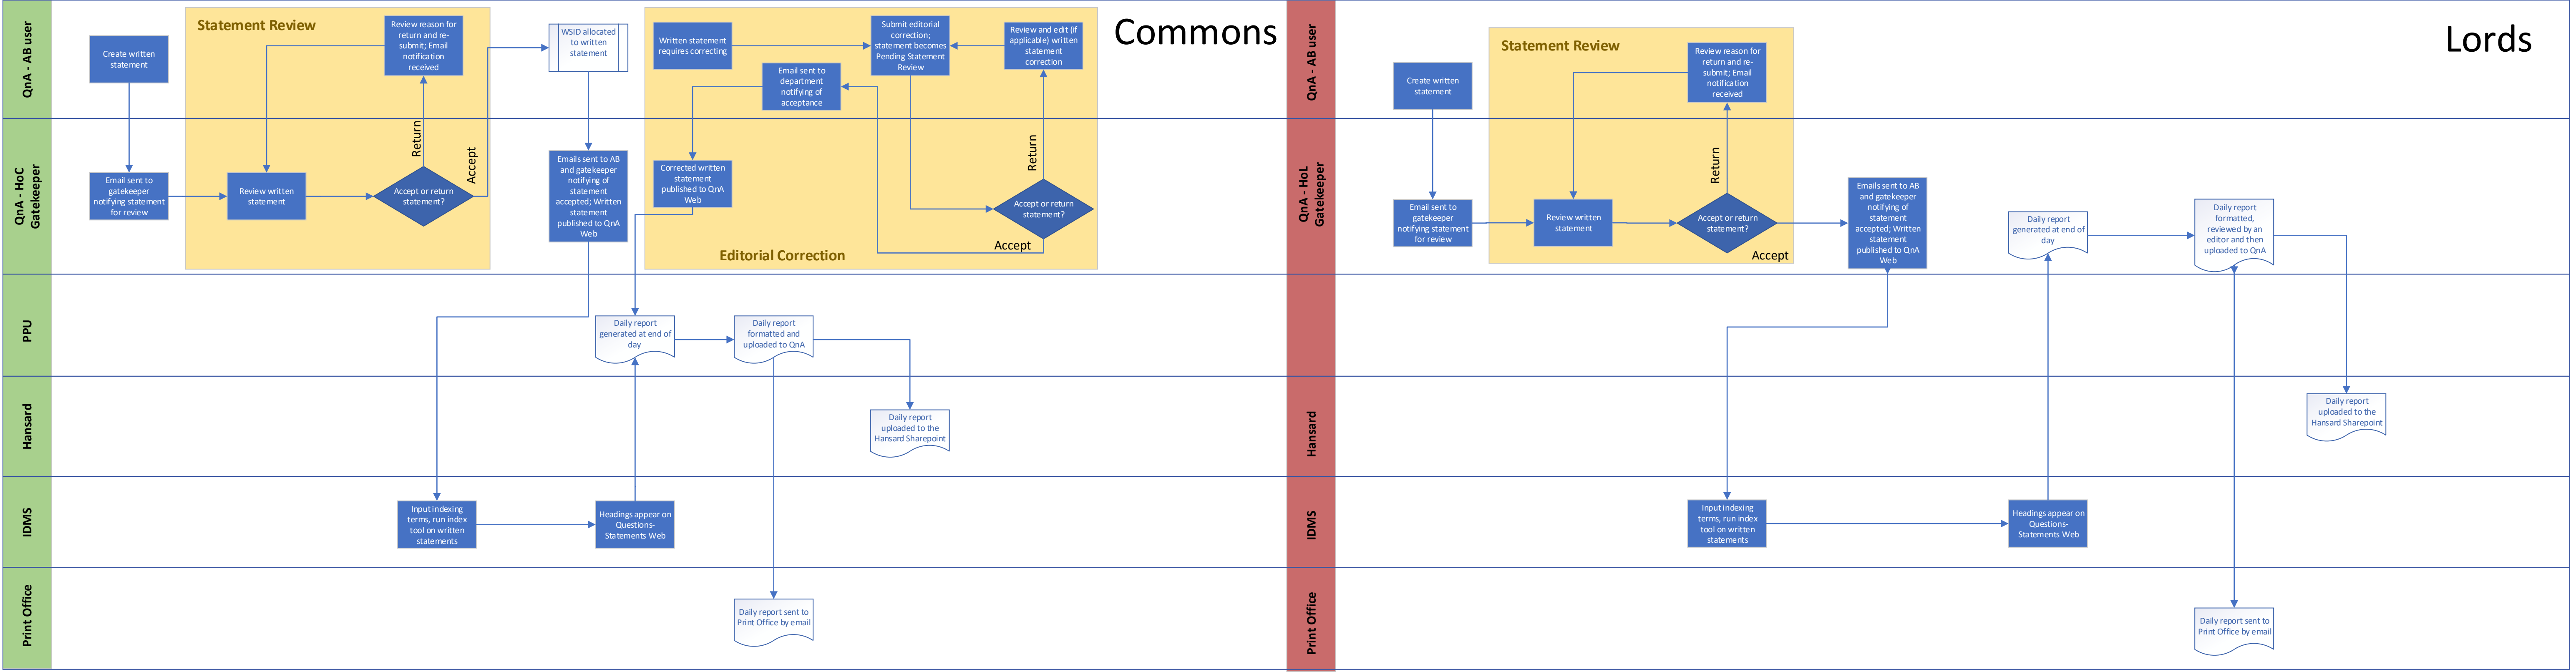 Commons
QnA - AB user
Create written
statement
Statement Review
Review reason for
return and re-
submit; Email
notification
received
WSID allocated
to written
statement
Written statement
requires correcting
Submit editorial
correction;
statement becomes
Pending Statement
Review
Review and edit (if
applicable) written
statement
correction
Email sent to
department
notifying of
acceptance
QnA - HoC
Gatekeeper
Email sent to
gatekeeper
notifying statement
for review
Review written
statement
Accept or return
statement?
Return
Accept
Emails sent to AB
and gatekeeper
notifying of
statement
accepted; Written
statement
published to QnA
Web
Corrected written
statement
published to QnA
Web
Accept or return
statement?
Return
Accept
Editorial Correction
PPU
Daily report
generated at end of
day
Daily report
formatted and
uploaded to QnA
Hansard
Daily report
uploaded to the
Hansard Sharepoint
IDMS
Input indexing
terms, run index
tool on written
statements
Headings appear on
Questions-
Statements Web
Print Office
Daily report sent to
Print Office by email
Lords
QnA - AB user
Create written
statement
Statement Review
Review reason for
return and re-
submit; Email
notification
received
QnA - HoL
Gatekeeper
Email sent to
gatekeeper
notifying statement
for review
Review written
statement
Accept or return
statement?
Return
Accept
Emails sent to AB
and gatekeeper
notifying of
statement
accepted; Written
statement
published to QnA
Web
Daily report
generated at end of
day
Daily report
formatted,
reviewed by an
editor and then
uploaded to QnA
Hansard
Daily report
uploaded to the
Hansard Sharepoint
IDMS
Input indexing
terms, run index
tool on written
statements
Headings appear on
Questions-
Statements Web
Print Office
Daily report sent to
Print Office by email